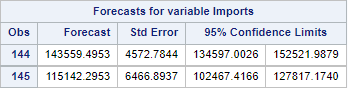 Forecasts for variable Imports
Obs Forecast Std Error 95% Confidence Limits
144 143559.4953 4572.7844 134597.0026 152521.9879
145 115142.2953 6466.8937 102467.4166 127817.1740